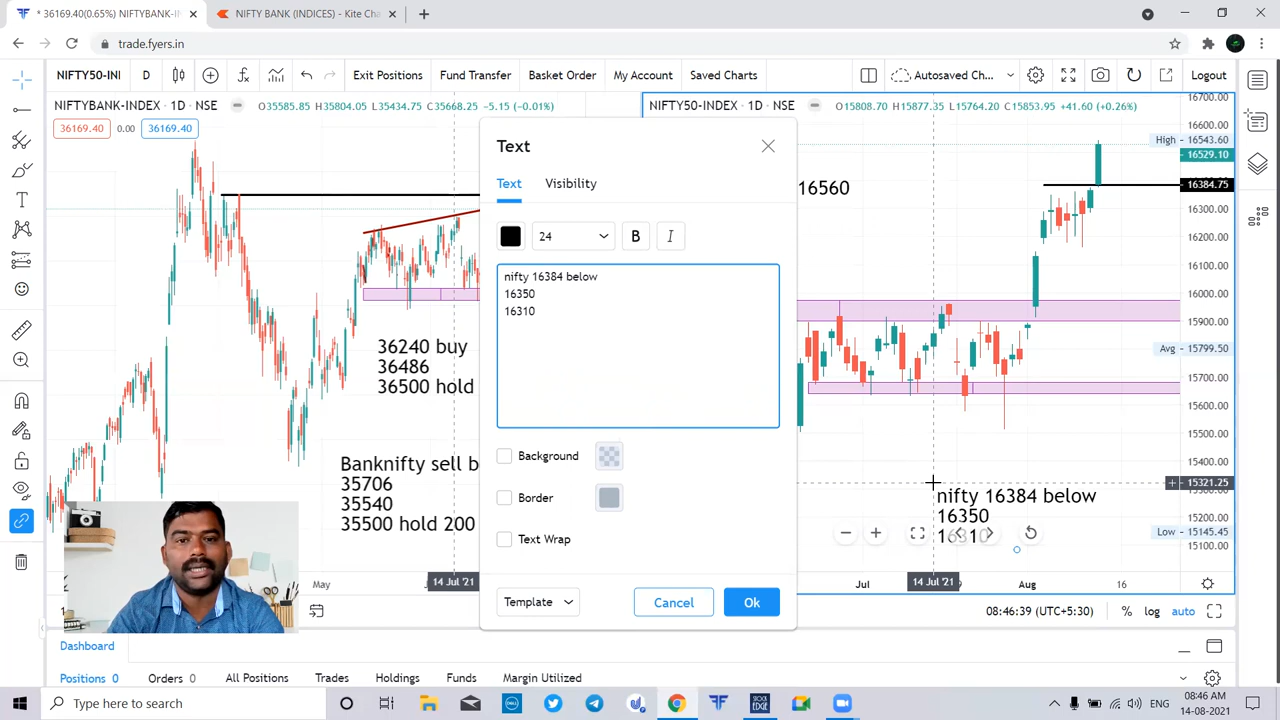 * 36169.40(0.65%) NIFTYBANK-I
NIFTY BANK (INDICES) - Kite Cha
trade.fyers.in
NIFTY50-INI
D
Exit Positions
Fund Transfer
Basket Order
My Account
Saved Charts
Autosaved Ch...
Logout
NIFTYBANK-INDEX · 1D · NSE
O35585.85 H35804.05 L35434.75 C35668.25 -5.15 (-0.01%)
36169.40
0.00
36169.40
NIFTY50-INDEX · 1D · NSE
O15808.70 H15877.35 L15764.20 C15853.95 +41.60 (+0.26%)
16700.00
16600.00
High
16543.60
16529.10
16384.75
16300.00
16200.00
16100.00
16000.00
15900.00
Avg
15799.50
15700.00
15600.00
15500.00
15400.00
15321.25
15200.00
Low
15145.45
15100.00
16560
36240 buy
36486
36500 hold
Banknifty sell b
35706
35540
35500 hold 200
Text
Text
Visibility
24
B
I
nifty 16384 below
16350
16310
Background
Border
Text Wrap
Template
Cancel
Ok
nifty 16384 below
16350
16310
May
14 Jul '21
Jul
14 Jul '21
Aug
16
08:46:39 (UTC+5:30)
%
log
auto
Dashboard
Positions 0
Orders 0
All Positions
Trades
Holdings
Funds
Margin Utilized
Type here to search
DELL
STOCK EDGE
ENG
08:46 AM
14-08-2021